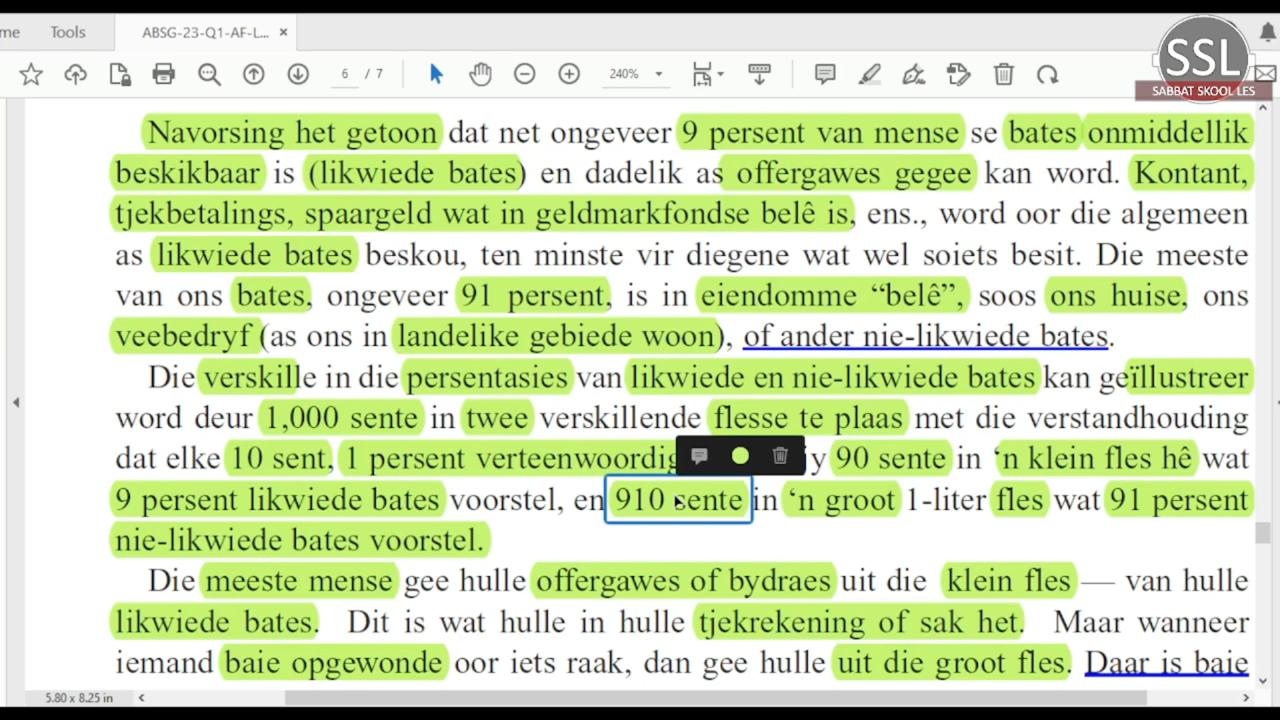 me Tools ABSG-23-Q1-AF-L... ×
6 / 7 240%
SSL
SABBAT SKOOL LES
Navorsing het getoon dat net ongeveer 9 persent van mense se bates onmiddellik
beskikbaar is (likwiede bates) en dadelik as offergawes gegee kan word. Kontant,
tjekbetalings, spaargeld wat in geldmarkfondse belê is, ens., word oor die algemeen
as likwiede bates beskou, ten minste vir diegene wat wel soiets besit. Die meeste
van ons bates, ongeveer 91 persent, is in eiendomme “belê”, soos ons huise, ons
veebedryf (as ons in landelike gebiede woon), of ander nie-likwiede bates.
Die verskille in die persentasies van likwiede en nie-likwiede bates kan geïllustreer
word deur 1,000 sente in twee verskillende flesse te plaas met die verstandhouding
dat elke 10 sent, 1 persent verteenwoordig 90 sente in ‘n klein fles hê wat
9 persent likwiede bates voorstel, en 910 sente in ‘n groot 1-liter fles wat 91 persent
nie-likwiede bates voorstel.
Die meeste mense gee hulle offergawes of bydraes uit die klein fles — van hulle
likwiede bates. Dit is wat hulle in hulle tjekrekening of sak het. Maar wanneer
iemand baie opgewonde oor iets raak, dan gee hulle uit die groot fles. Daar is baie
5.80 x 8.25 in